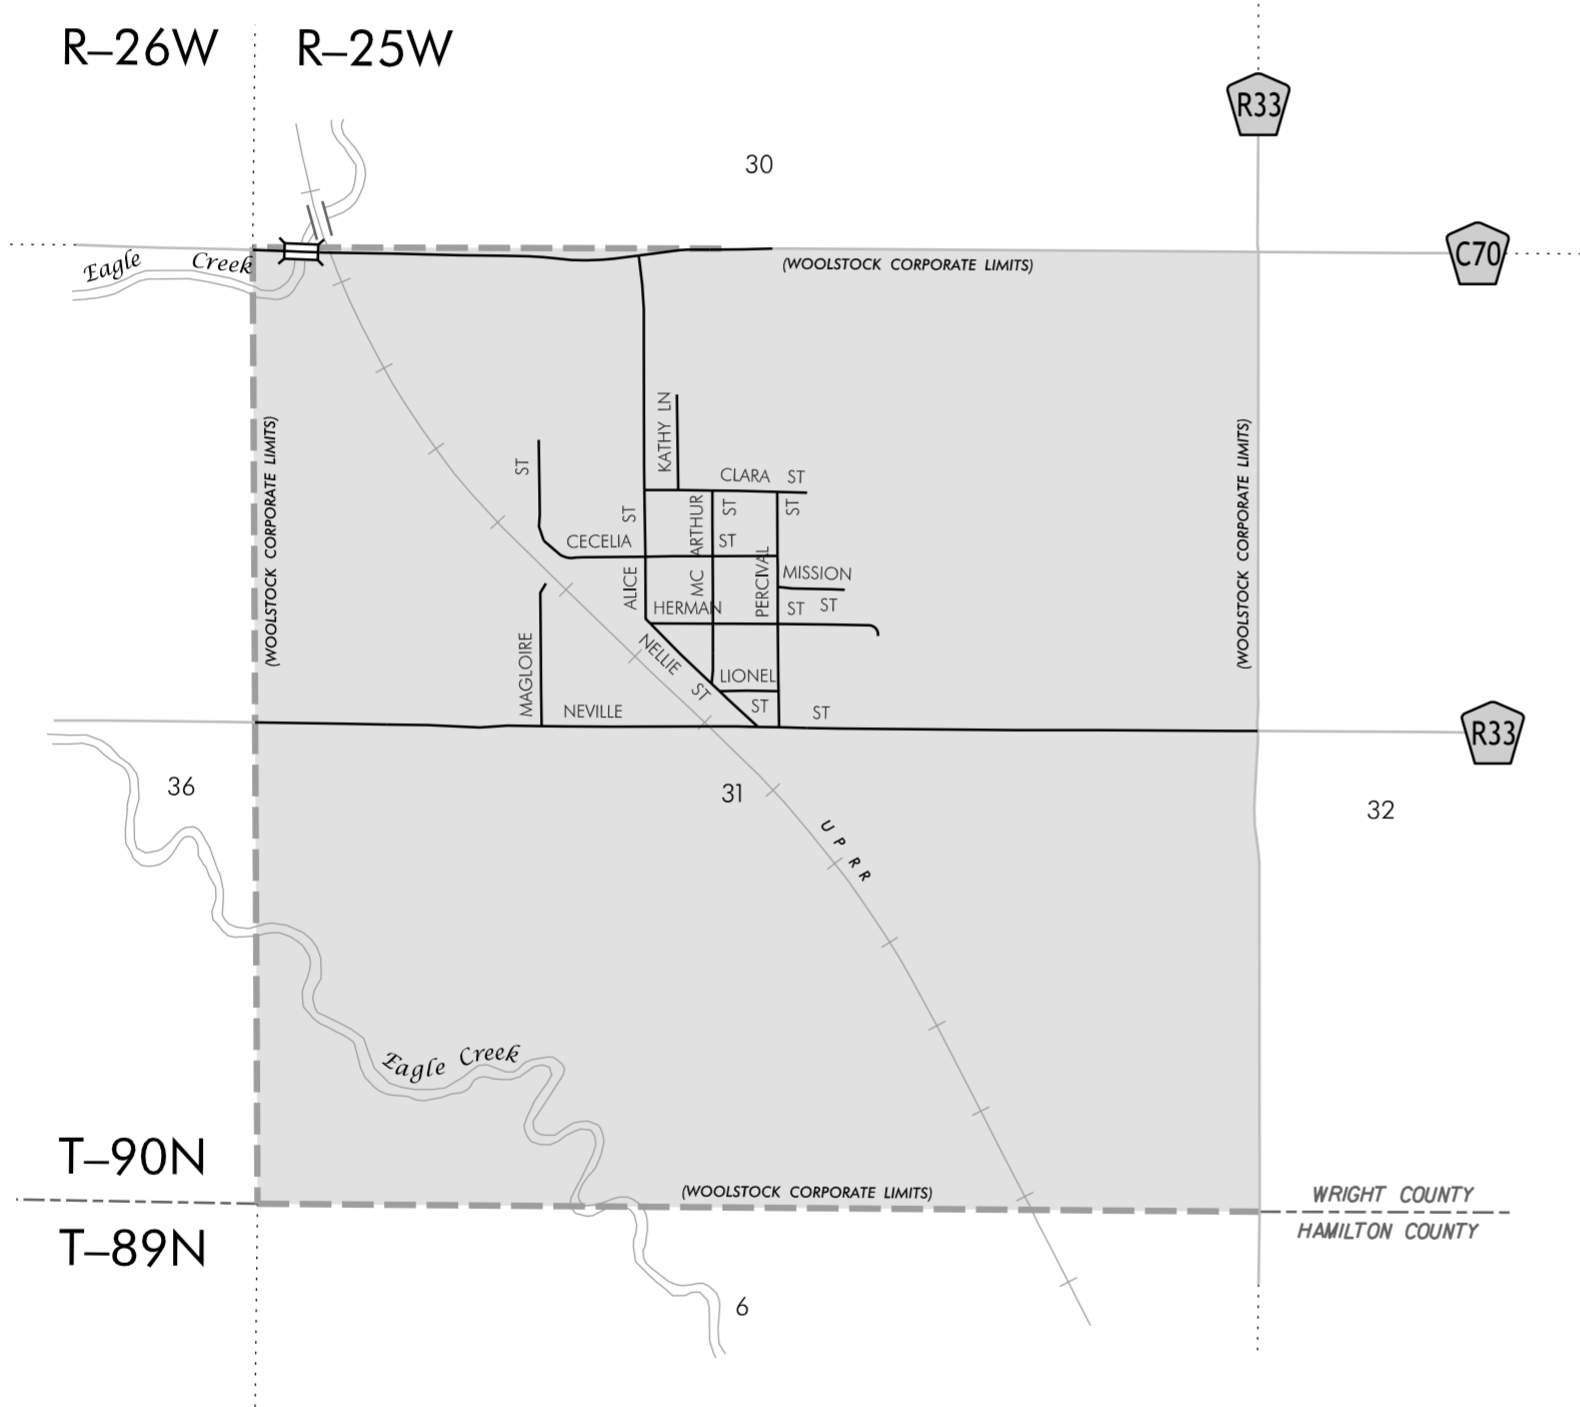 R–26W
R–25W
R33
30
C70
Eagle Creek
(WOOLSTOCK CORPORATE LIMITS)
(WOOLSTOCK CORPORATE LIMITS)
(WOOLSTOCK CORPORATE LIMITS)
KATHY LN
ST
CLARA ST
ALICE ST
MC ARTHUR ST
PERCIVAL ST
CECELIA ST
MISSION ST
HERMAN ST
MAGLOIRE
NELLIE ST
LIONEL ST
NEVILLE ST
R33
36
31
32
UPRR
Eagle Creek
T–90N
(WOOLSTOCK CORPORATE LIMITS)
WRIGHT COUNTY
HAMILTON COUNTY
T–89N
6